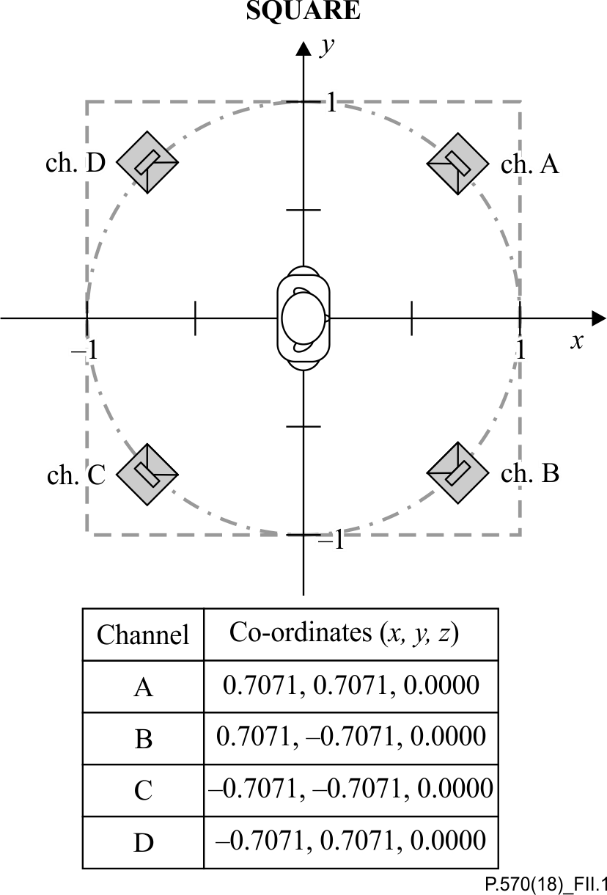 SQUARE
y
1
ch. D
ch. A
–1
1
x
ch. C
ch. B
–1
Channel
Co-ordinates (x, y, z)
A
0.7071, 0.7071, 0.0000
B
0.7071, –0.7071, 0.0000
C
–0.7071, –0.7071, 0.0000
D
–0.7071, 0.7071, 0.0000
P.570(18)_FII.1